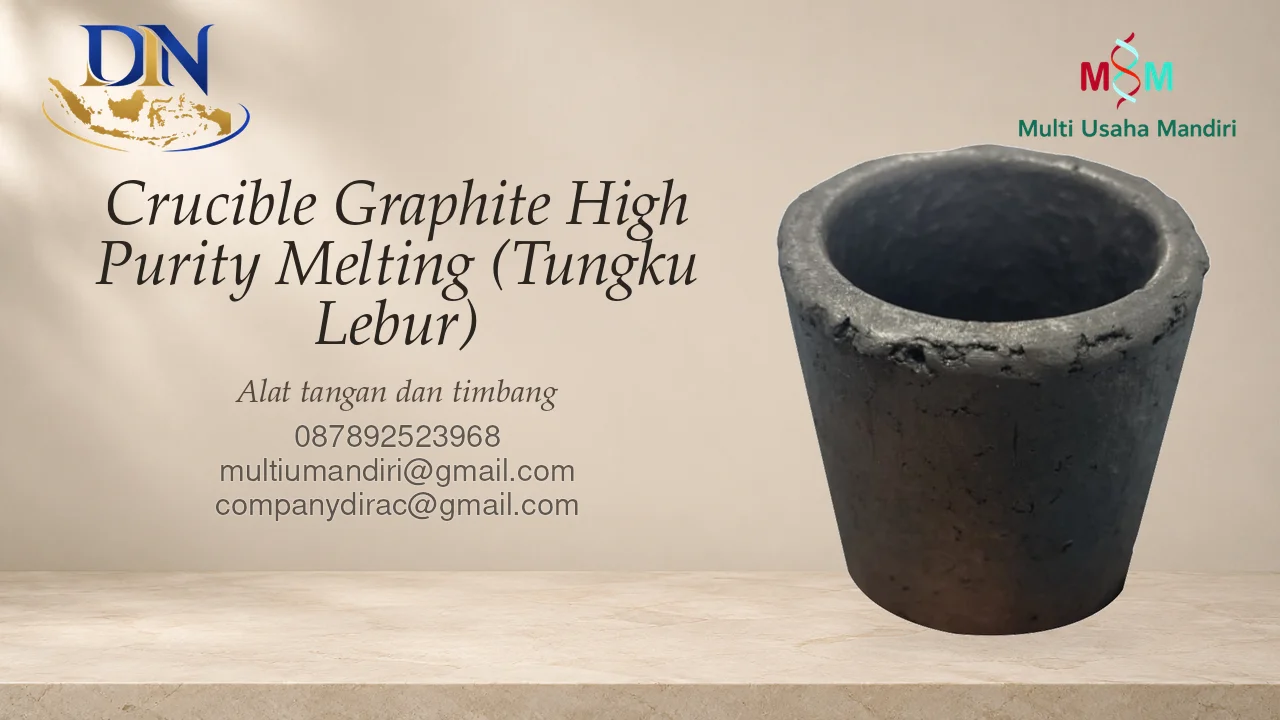 DIN
M M
Multi Usaha Mandiri
Crucible Graphite High
Purity Melting (Tungku
Lebur)
Alat tangan dan timbang
087892523968
multiumandiri@gmail.com
companydirac@gmail.com